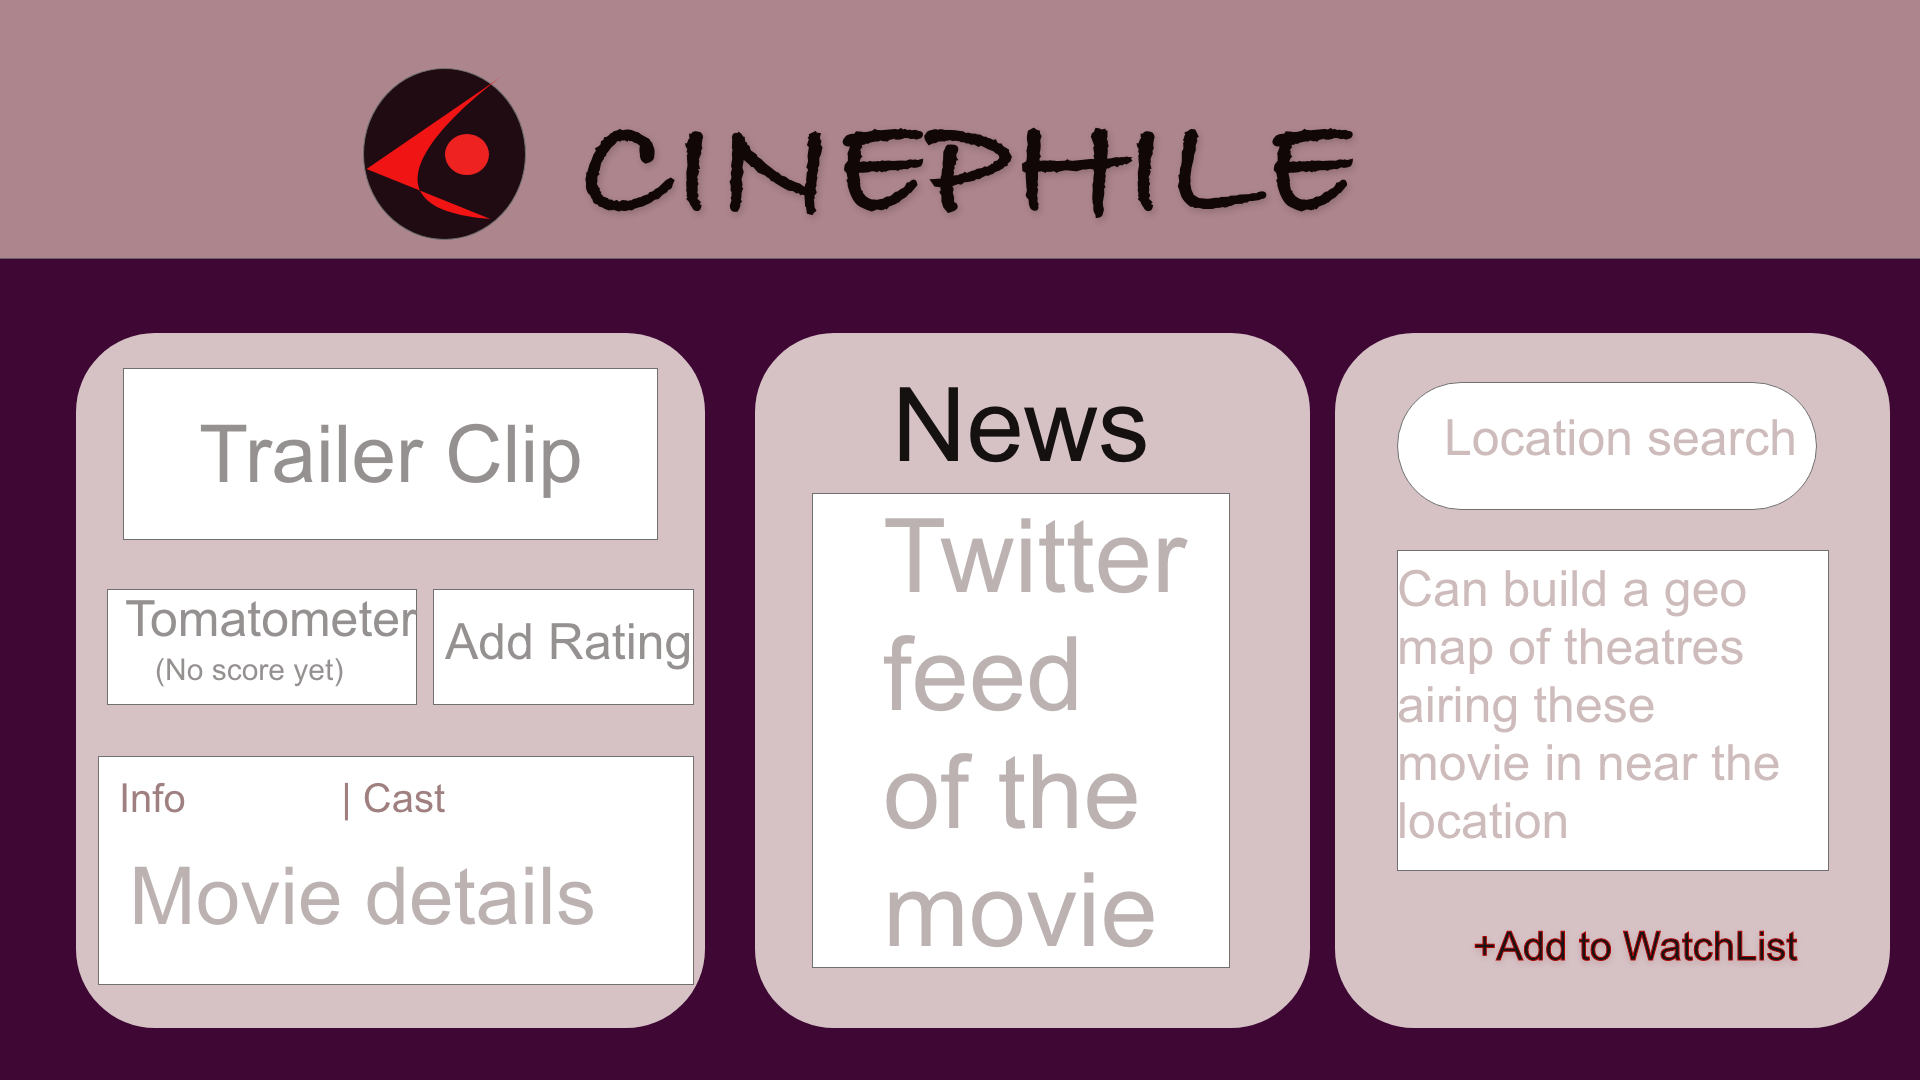 CINEPHILE
Trailer Clip
Tomatometer
(No score yet)
Add Rating
Info | Cast
Movie details
News
Twitter
feed
of the
movie
Location search
Can build a geo
map of theatres
airing these
movie in near the
location
+Add to WatchList